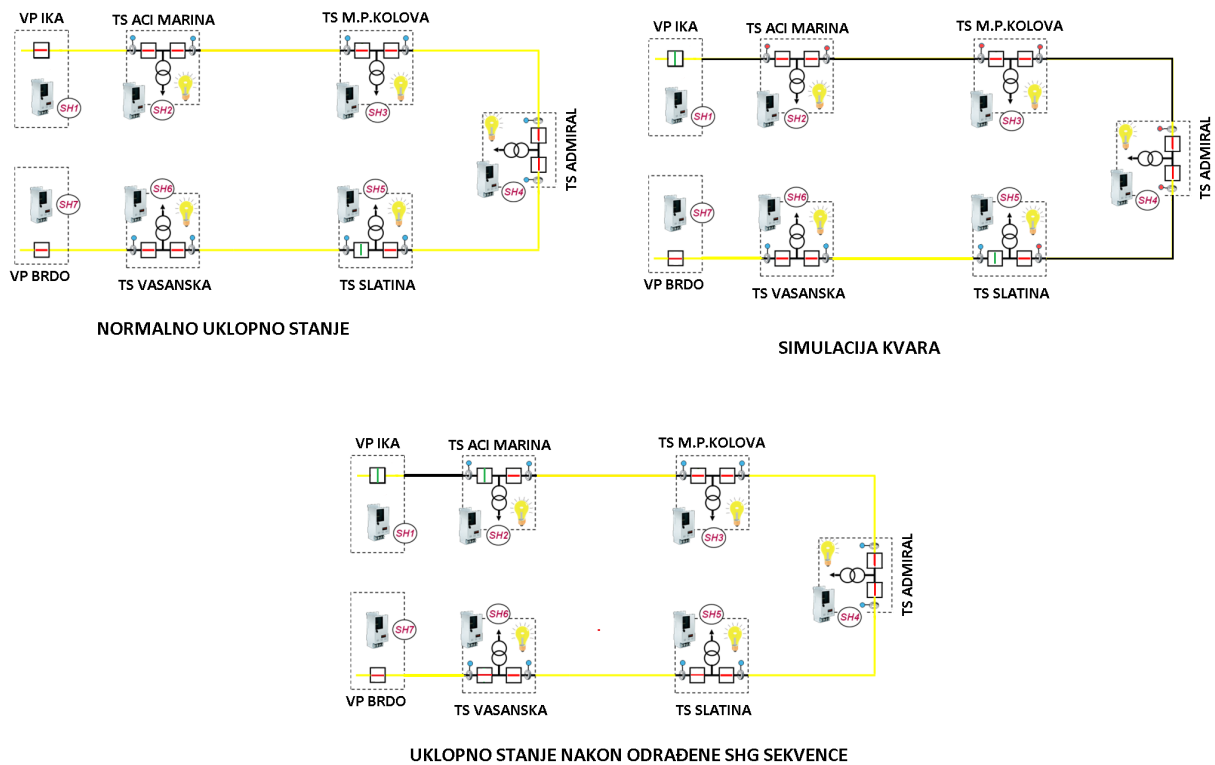 VP IKA
TS ACI MARINA
TS M.P.KOLOVA
SH1
SH2
SH3
TS ADMIRAL
SH4
SH7
SH6
SH5
VP BRDO
TS VASANSKA
TS SLATINA
NORMALNO UKLOPNO STANJE
VP IKA
TS ACI MARINA
TS M.P.KOLOVA
SH1
SH2
SH3
TS ADMIRAL
SH4
SH7
SH6
SH5
VP BRDO
TS VASANSKA
TS SLATINA
SIMULACIJA KVARA
VP IKA
TS ACI MARINA
TS M.P.KOLOVA
SH1
SH2
SH3
TS ADMIRAL
SH4
SH7
SH6
SH5
VP BRDO
TS VASANSKA
TS SLATINA
UKLOPNO STANJE NAKON ODRAĐENE SHG SEKVENCE